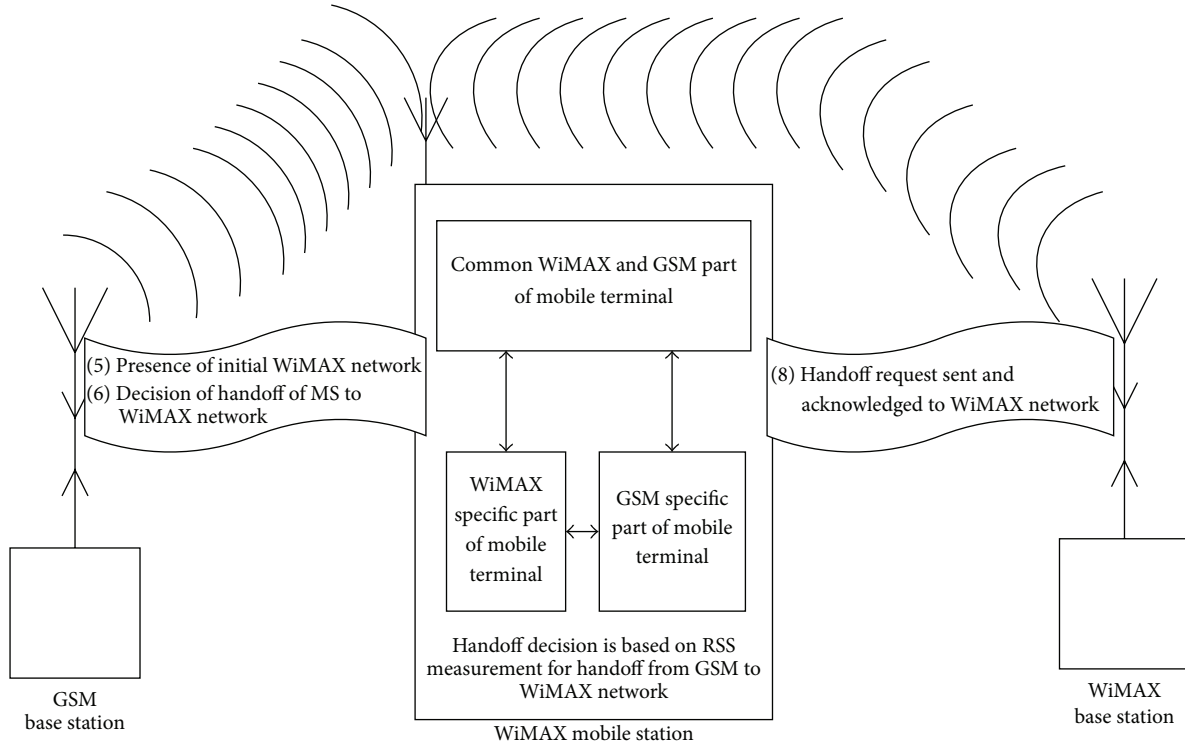 Common WiMAX and GSM part
of mobile terminal
(5) Presence of initial WiMAX network
(6) Decision of handoff of MS to
WiMAX network
(8) Handoff request sent and
acknowledged to WiMAX network
WiMAX
specific part
of mobile
terminal
GSM specific
part of mobile
terminal
Handoff decision is based on RSS
measurement for handoff from GSM to
WiMAX network
GSM
base station
WiMAX mobile station
WiMAX
base station